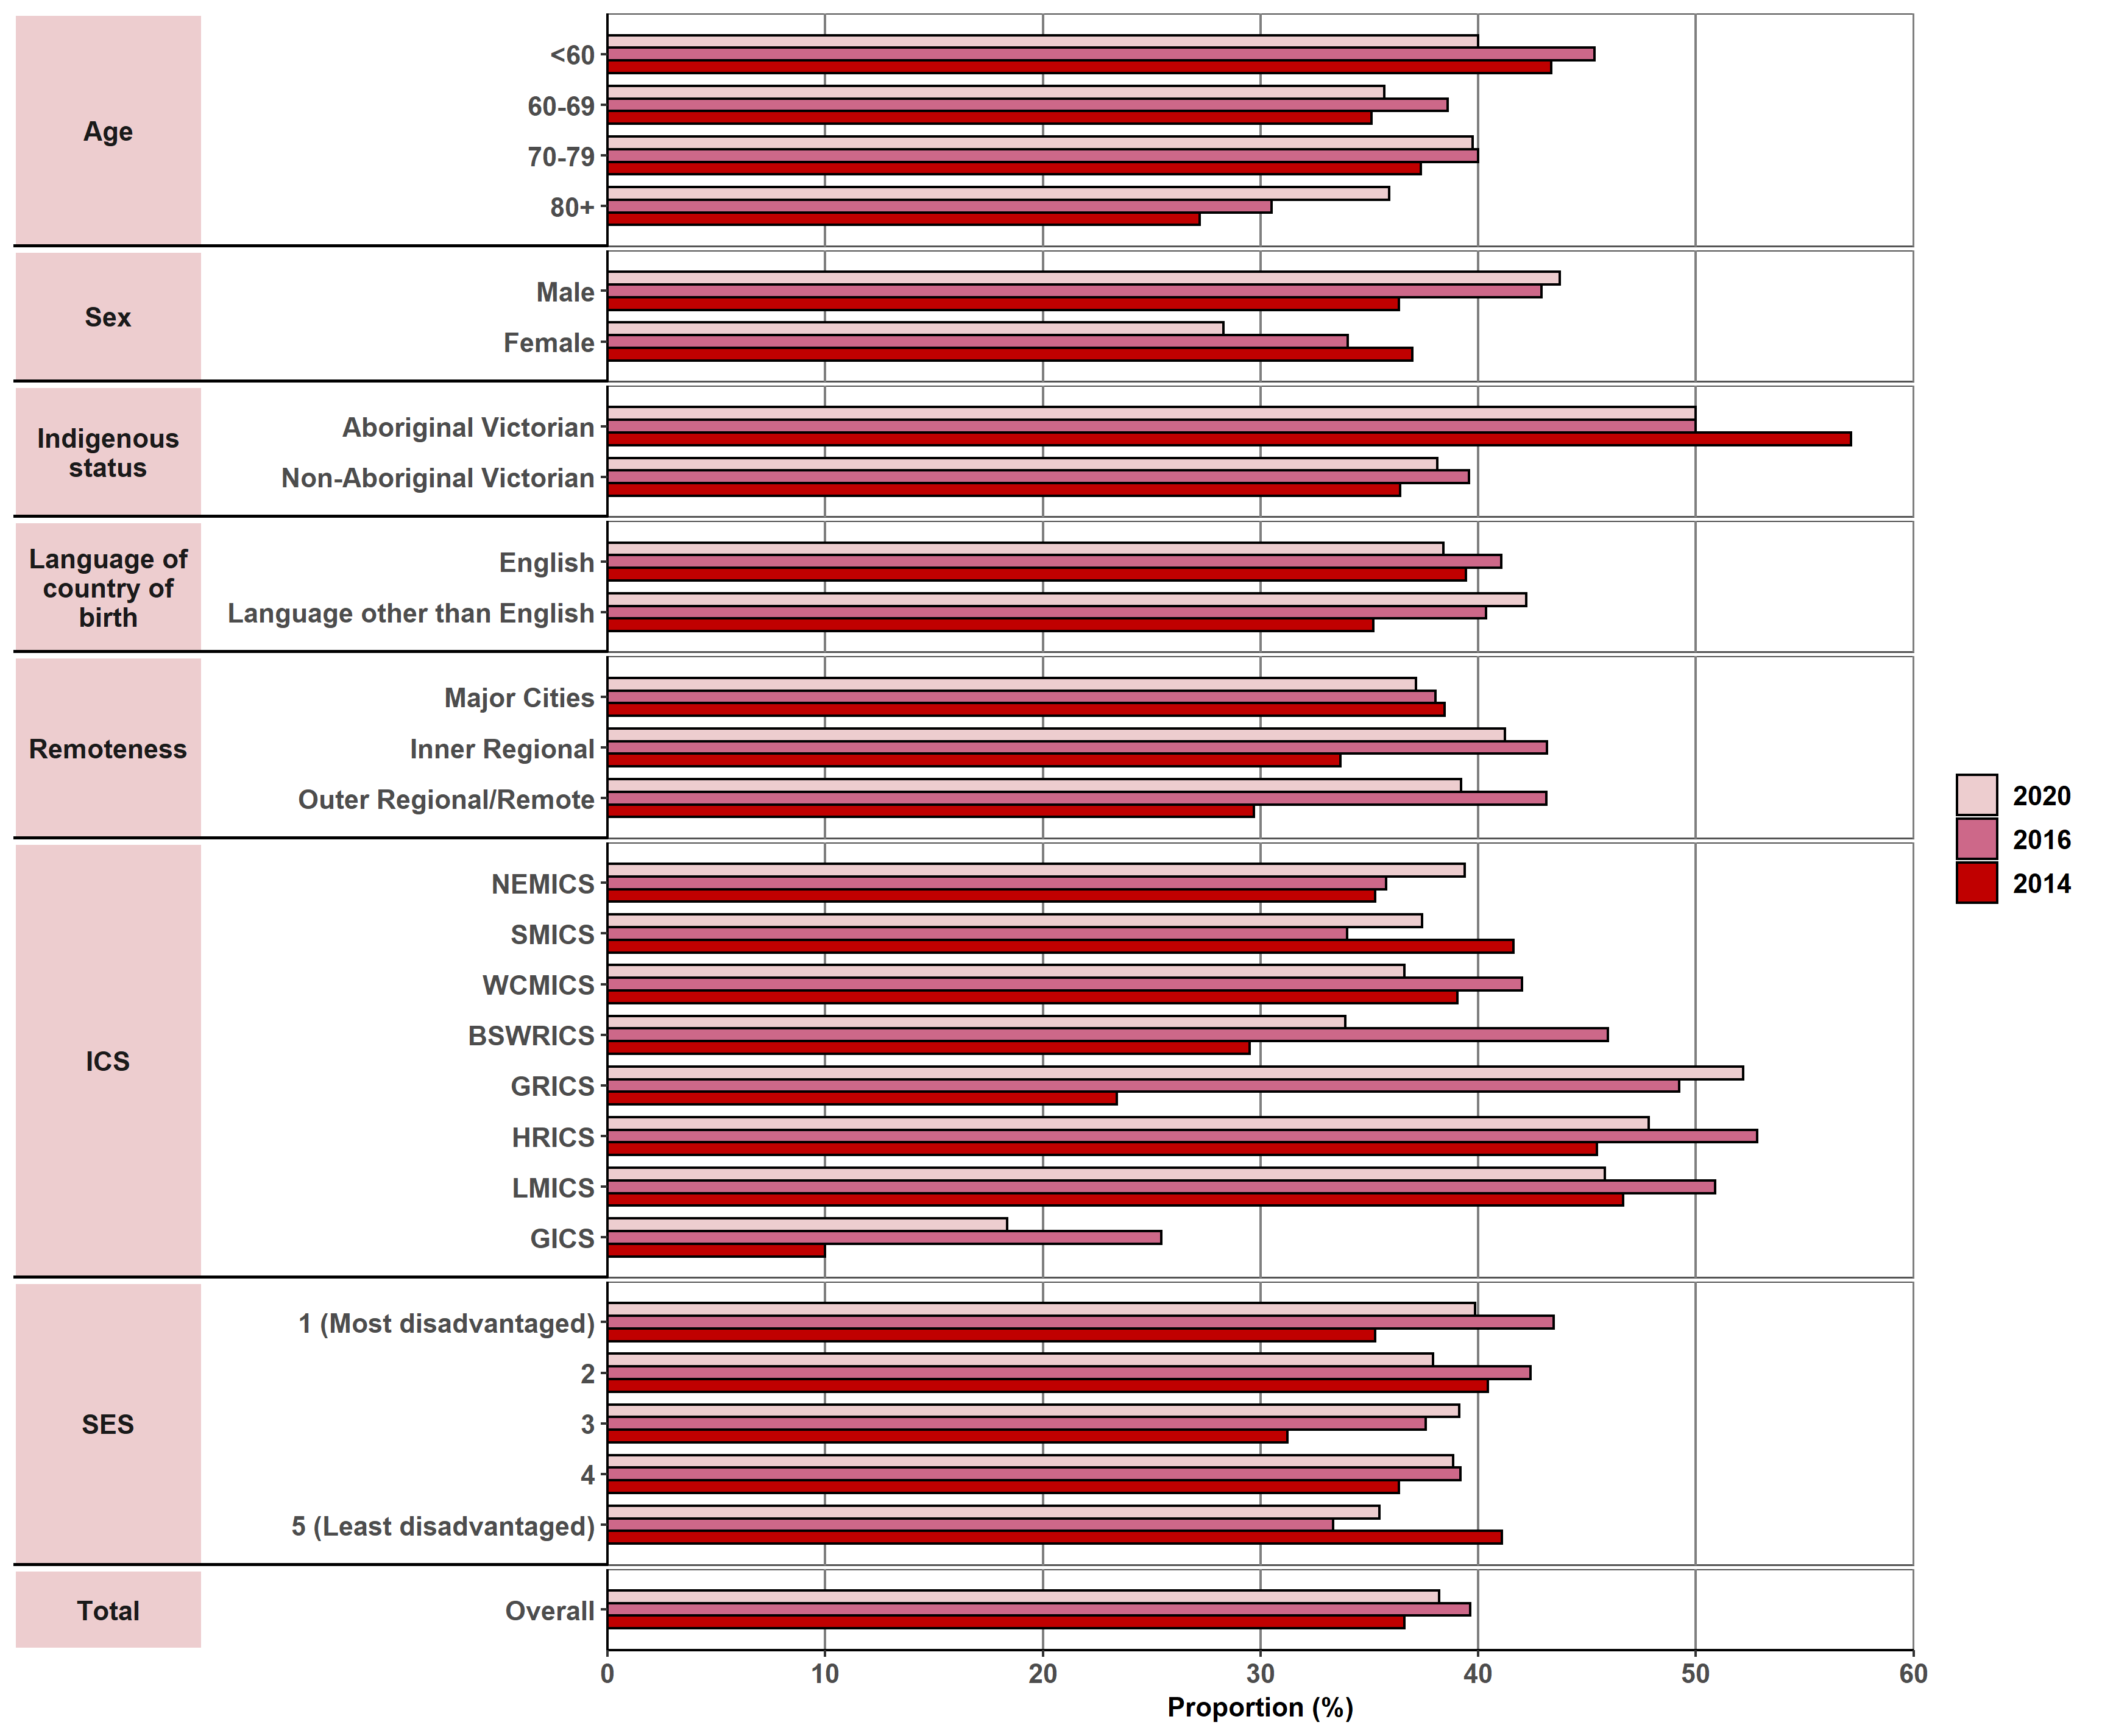 Age
<60
60-69
70-79
80+
Sex
Male
Female
Indigenous
status
Aboriginal Victorian
Non-Aboriginal Victorian
Language of
country of
birth
English
Language other than English
Remoteness
Major Cities
Inner Regional
Outer Regional/Remote
ICS
NEMICS
SMICS
WCMICS
BSWRICS
GRICS
HRICS
LMICS
GICS
SES
1 (Most disadvantaged)
2
3
4
5 (Least disadvantaged)
Total
Overall
0 10 20 30 40 50 60
Proportion (%)
2020
2016
2014